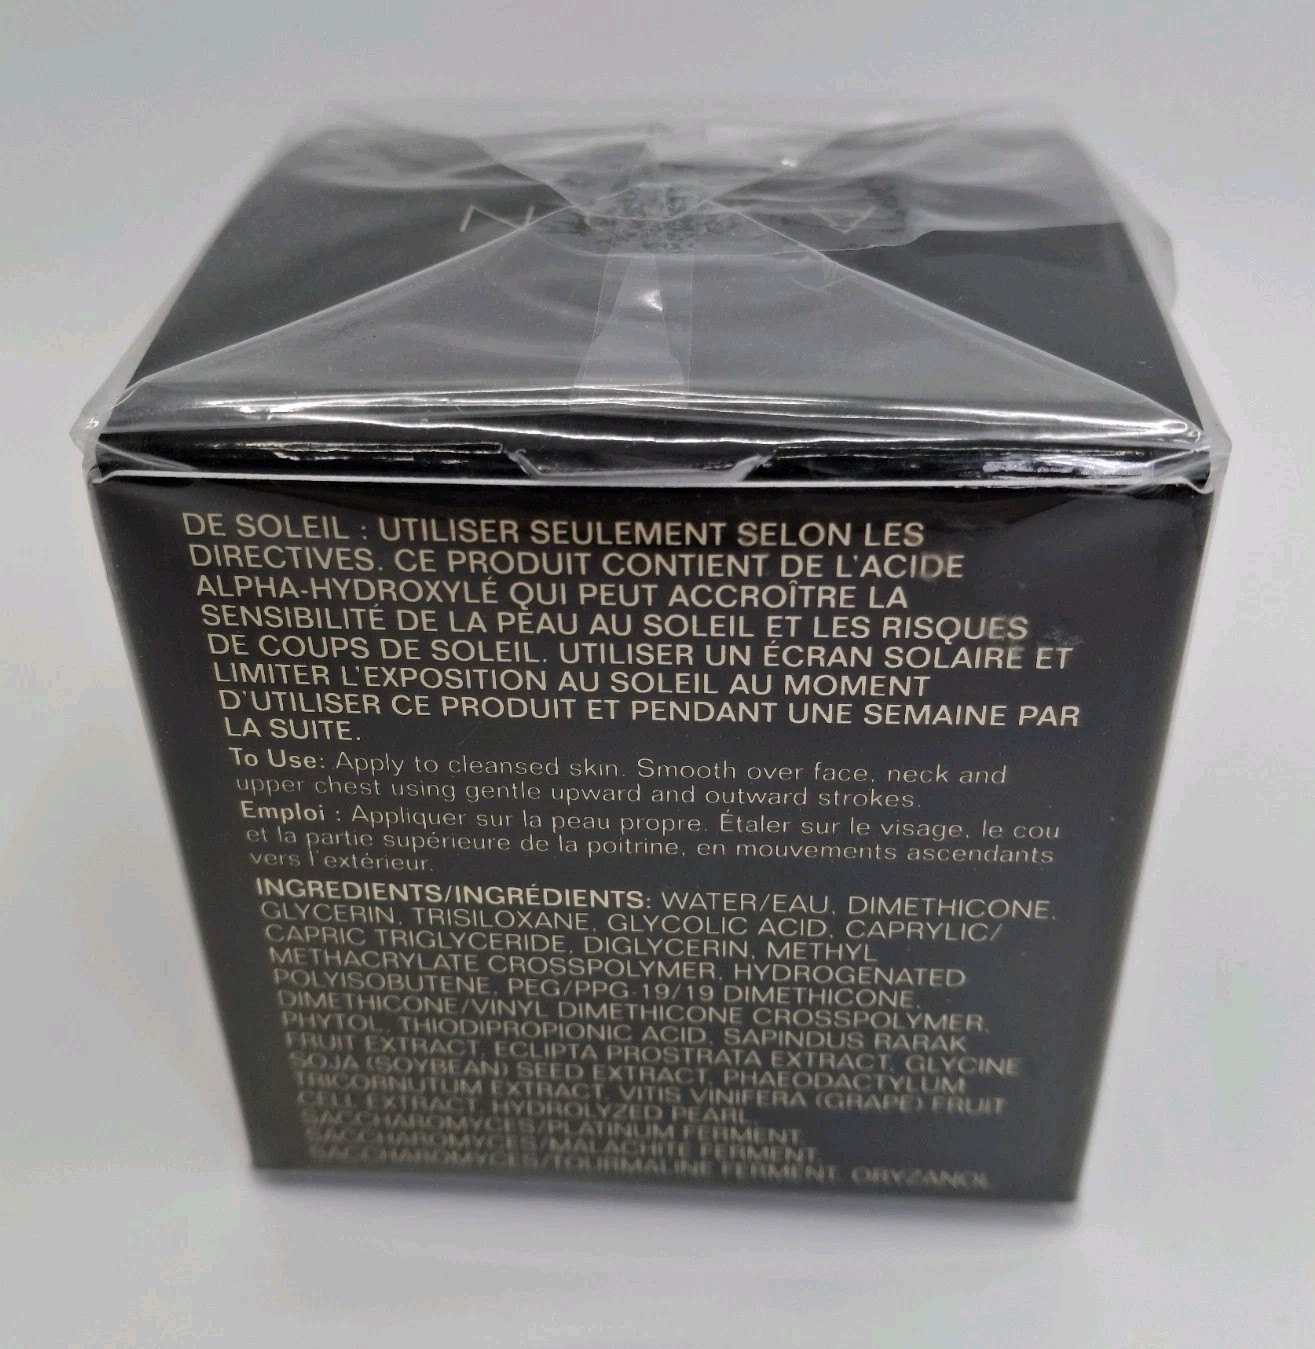 DE SOLEIL : UTILISER SEULEMENT SELON LES
DIRECTIVES. CE PRODUIT CONTIENT DE L'ACIDE
ALPHA-HYDROXYLÉ QUI PEUT ACCROÎTRE LA
SENSIBILITÉ DE LA PEAU AU SOLEIL ET LES RISQUES
DE COUPS DE SOLEIL. UTILISER UN ÉCRAN SOLAIRE ET
LIMITER L'EXPOSITION AU SOLEIL AU MOMENT
D'UTILISER CE PRODUIT ET PENDANT UNE SEMAINE PAR
LA SUITE.
To Use: Apply to cleansed skin. Smooth over face, neck and
upper chest using gentle upward and outward strokes.
Emploi : Appliquer sur la peau propre. Étaler sur le visage, le cou
et la partie supérieure de la poitrine, en mouvements ascendants
vers l'extérieur.
INGREDIENTS/INGRÉDIENTS: WATER/EAU, DIMETHICONE,
GLYCERIN, TRISILOXANE, GLYCOLIC ACID, CAPRYLIC/
CAPRIC TRIGLYCERIDE, DIGLYCERIN, METHYL
METHACRYLATE CROSSPOLYMER, HYDROGENATED
POLYISOBUTENE, PEG/PPG-19/19 DIMETHICONE,
DIMETHICONE/VINYL DIMETHICONE CROSSPOLYMER,
PHYTOL, THIODIPROPIONIC ACID, SAPINDUS RARAK
FRUIT EXTRACT, ECLIPTA PROSTRATA EXTRACT, GLYCINE
SOJA (SOYBEAN) SEED EXTRACT, PHAEODACTYLUM
TRICORNUTUM EXTRACT, VITIS VINIFERA (GRAPE) FRUIT
CELL EXTRACT, HYDROLYZED PEARL,
SACCHAROMYCES/PLATINUM FERMENT,
SACCHAROMYCES/MALACHITE FERMENT,
SACCHAROMYCES/TOURMALINE FERMENT, ORYZANOL